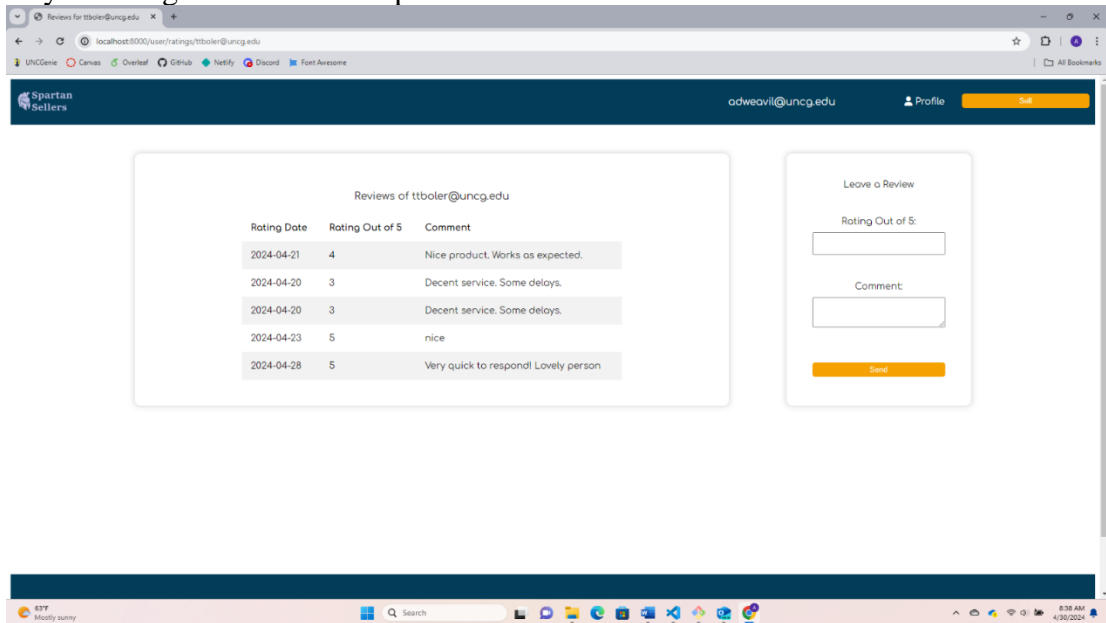 Reviews for ttboler@uncg.edu
localhost:8000/user/ratings/ttboler@uncg.edu
UNCGenie Canvas Overleaf GitHub Netlify Discord Font Awesome All Bookmarks
Spartan
Sellers
adweavil@uncg.edu Profile Sell
Reviews of ttboler@uncg.edu
Rating Date Rating Out of 5 Comment
2024-04-21 4 Nice product. Works as expected.
2024-04-20 3 Decent service. Some delays.
2024-04-20 3 Decent service. Some delays.
2024-04-23 5 nice
2024-04-28 5 Very quick to respond! Lovely person
Leave a Review
Rating Out of 5:
Comment:
Send
63°F
Mostly sunny
Search
8:38 AM
4/30/2024